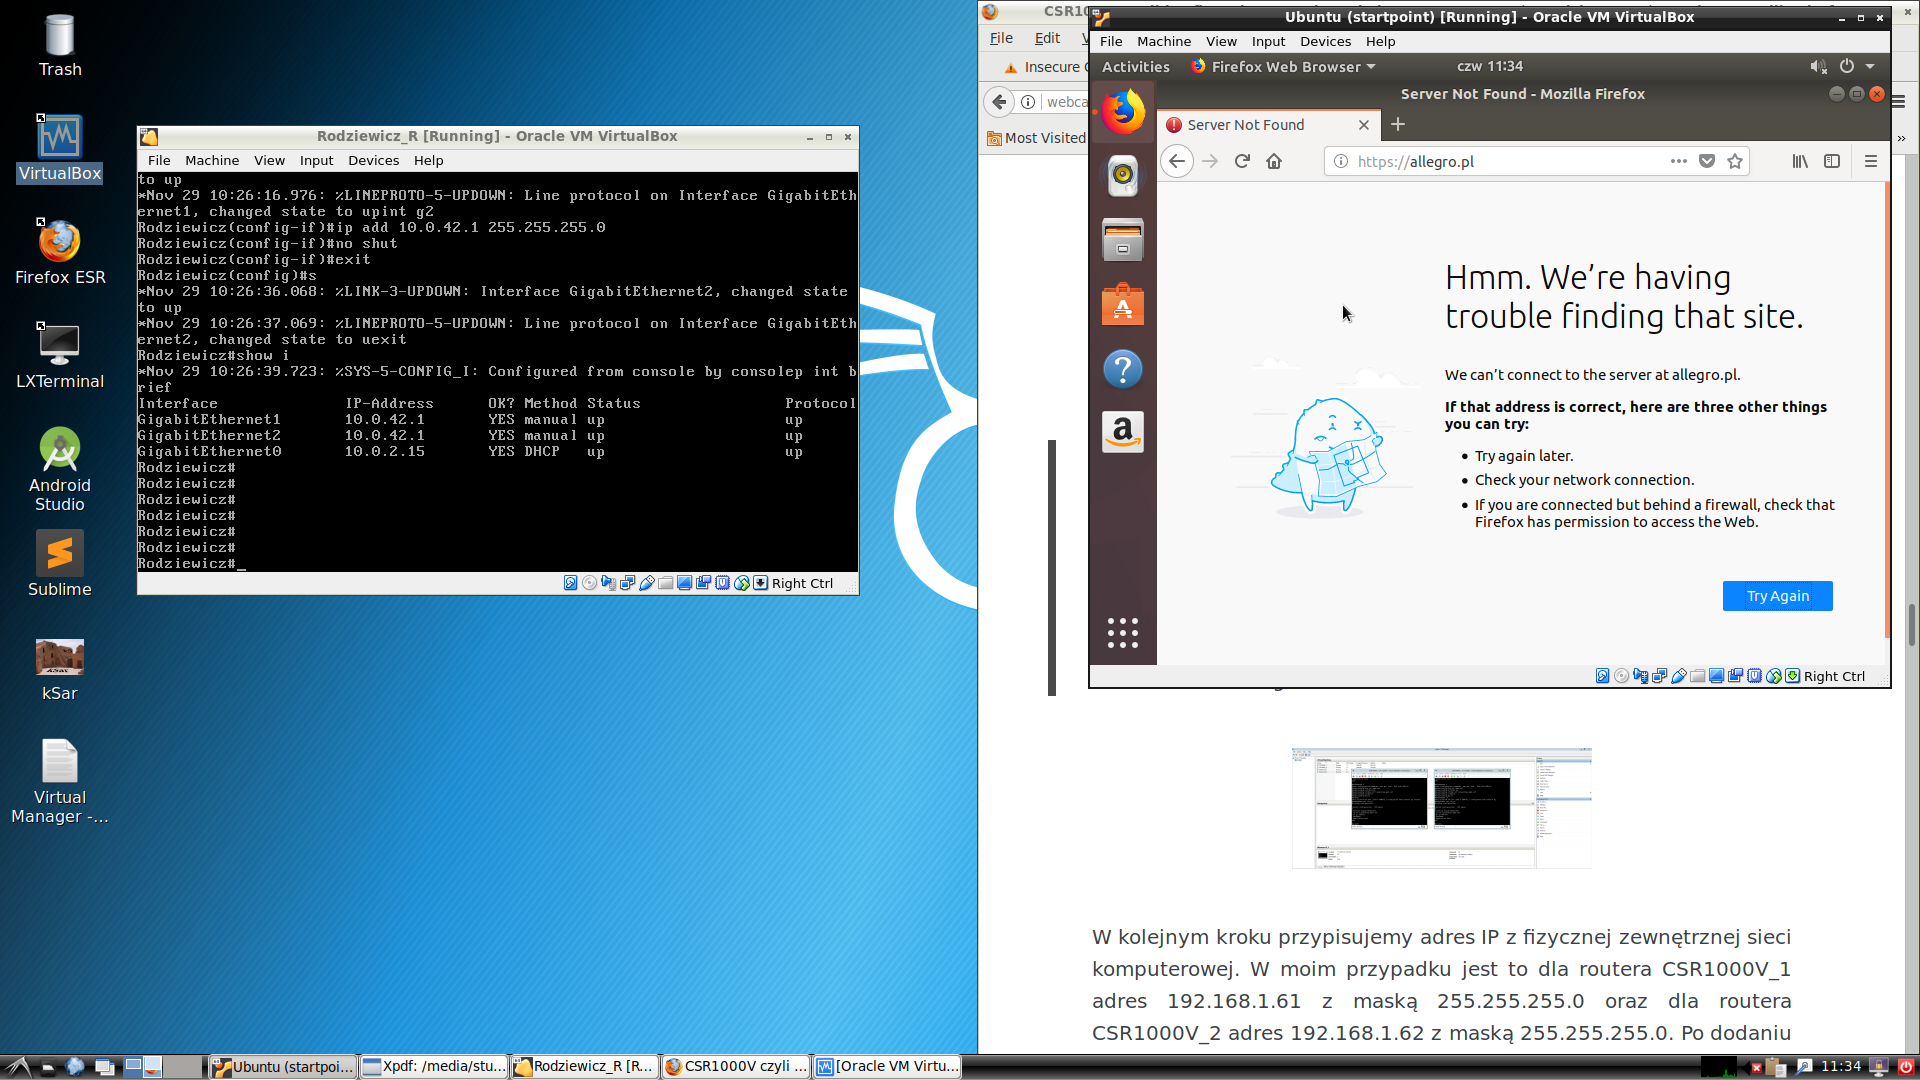 Trash
VirtualBox
Firefox ESR
LXTerminal
Android
Studio
Sublime
kSar
Virtual
Manager -...
Rodziewicz_R [Running] - Oracle VM VirtualBox
File Machine View Input Devices Help
to up
*Nov 29 10:26:16.976: %LINEPROTO-5-UPDOWN: Line protocol on Interface GigabitEth
ernet1, changed state to upint g2
Rodziewicz(config-if)#ip add 10.0.42.1 255.255.255.0
Rodziewicz(config-if)#no shut
Rodziewicz(config-if)#exit
Rodziewicz(config)#s
*Nov 29 10:26:36.068: %LINK-3-UPDOWN: Interface GigabitEthernet2, changed state
to up
*Nov 29 10:26:37.069: %LINEPROTO-5-UPDOWN: Line protocol on Interface GigabitEth
ernet2, changed state to uexit
Rodziewicz#show i
*Nov 29 10:26:39.723: %SYS-5-CONFIG_I: Configured from console by consolep int b
rief
Interface IP-Address OK? Method Status Protocol
GigabitEthernet1 10.0.42.1 YES manual up up
GigabitEthernet2 10.0.42.1 YES manual up up
GigabitEthernet0 10.0.2.15 YES DHCP up up
Rodziewicz#
Rodziewicz#
Rodziewicz#
Rodziewicz#
Rodziewicz#
Rodziewicz#
Rodziewicz#_
Right Ctrl
File Edit
Insecure
webca
Most Visited
Ubuntu (startpoint) [Running] - Oracle VM VirtualBox
File Machine View Input Devices Help
Activities Firefox Web Browser czw 11:34
Server Not Found - Mozilla Firefox
Server Not Found
https://allegro.pl
Hmm. We're having
trouble finding that site.
We can't connect to the server at allegro.pl.
If that address is correct, here are three other things
you can try:
Try again later.
Check your network connection.
If you are connected but behind a firewall, check that
Firefox has permission to access the Web.
Try Again
Right Ctrl
W kolejnym kroku przypisujemy adres IP z fizycznej zewnętrznej sieci
komputerowej. W moim przypadku jest to dla routera CSR1000V_1
adres 192.168.1.61 z maską 255.255.255.0 oraz dla routera
CSR1000V_2 adres 192.168.1.62 z maską 255.255.255.0. Po dodaniu
Ubuntu (startpoi... Xpdf: /media/stu... Rodziewicz_R [R... CSR1000V czyli ... [Oracle VM Virtu... 11:34